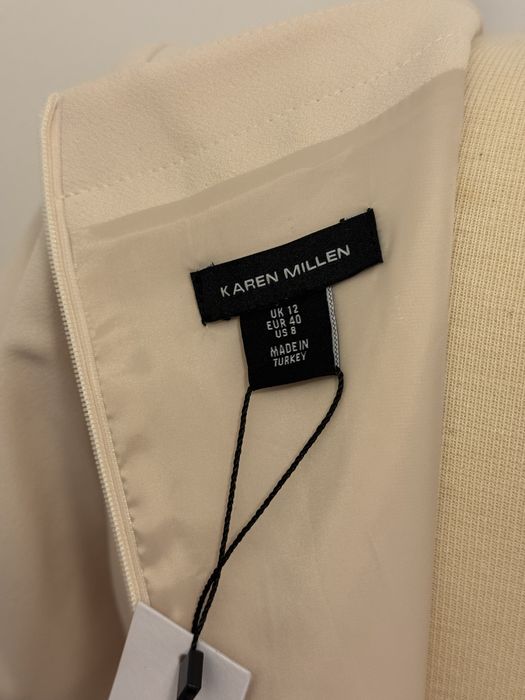 KAREN MILLEN
UK 12
EUR 40
US 8
MADE IN
TURKEY